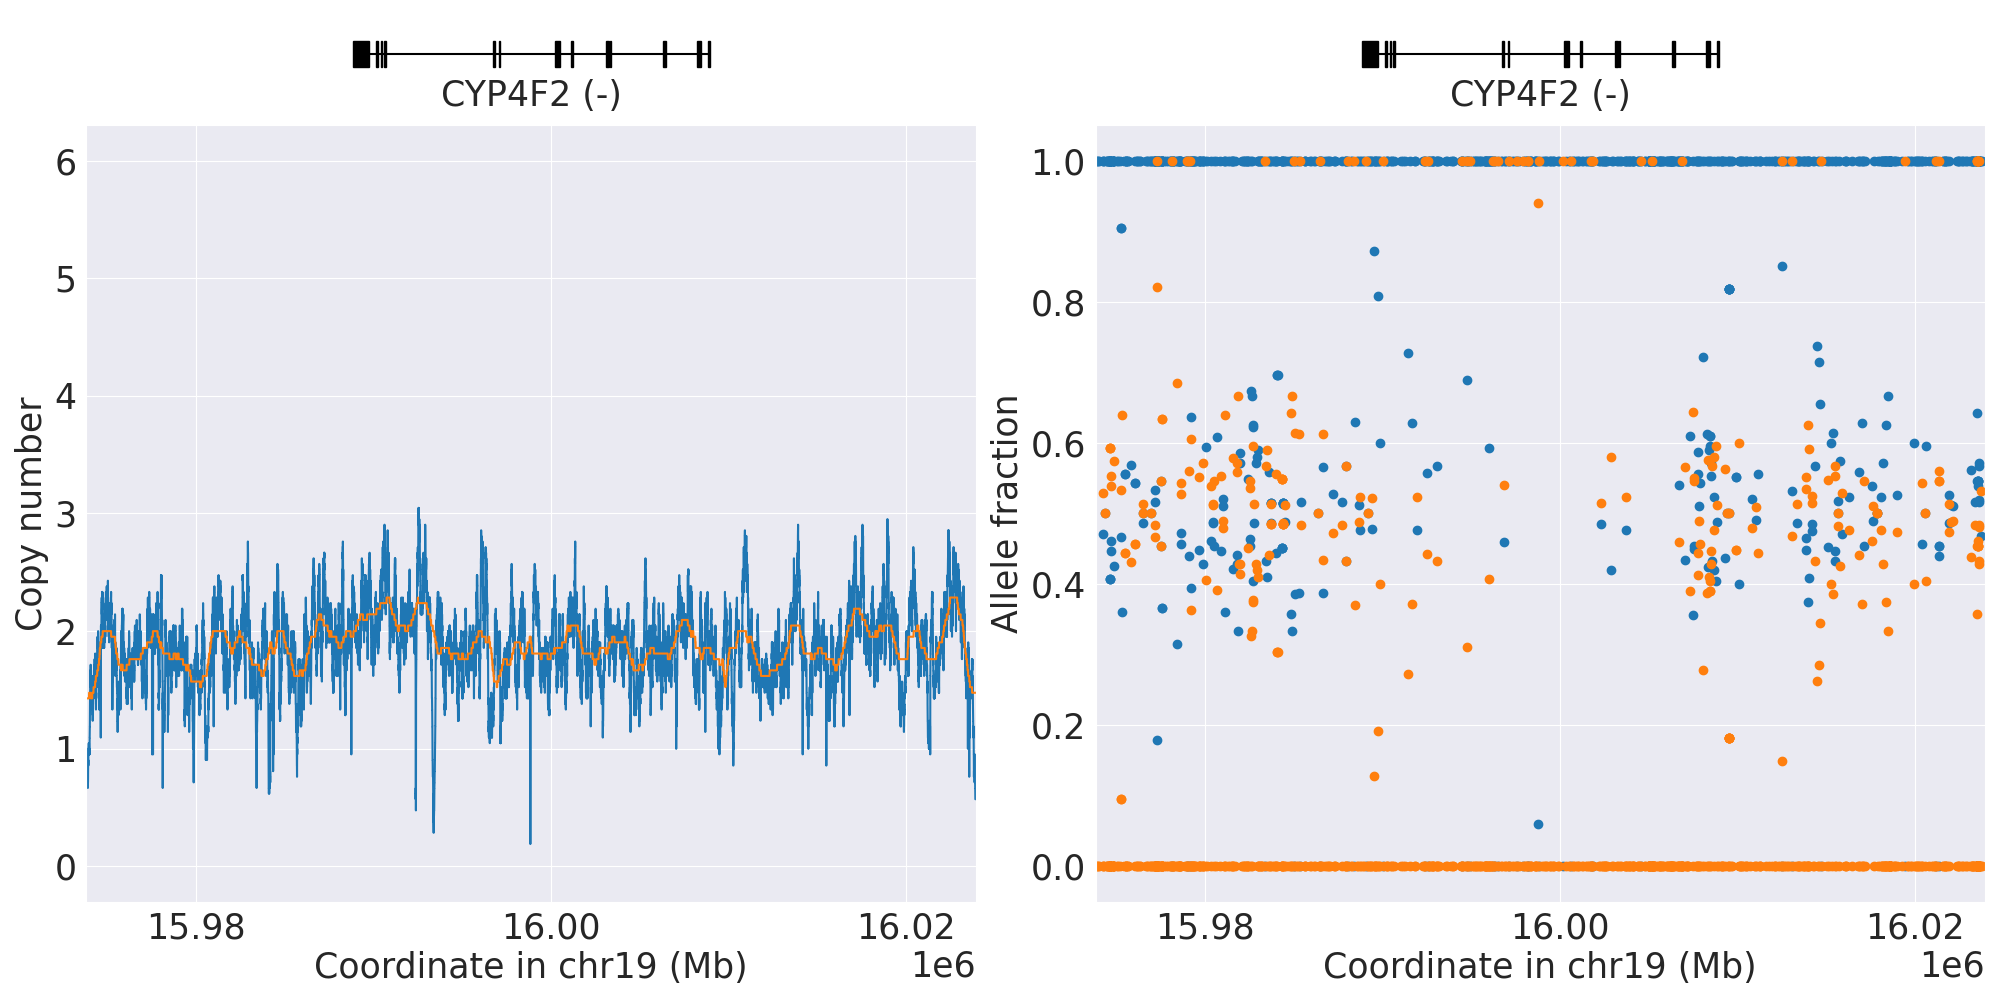 CYP4F2 (-)
6
5
4
3
2
1
0
Copy number
15.98
16.00
16.02
Coordinate in chr19 (Mb)
1e6
CYP4F2 (-)
1.0
0.8
0.6
0.4
0.2
0.0
Allele fraction
15.98
16.00
16.02
Coordinate in chr19 (Mb)
1e6